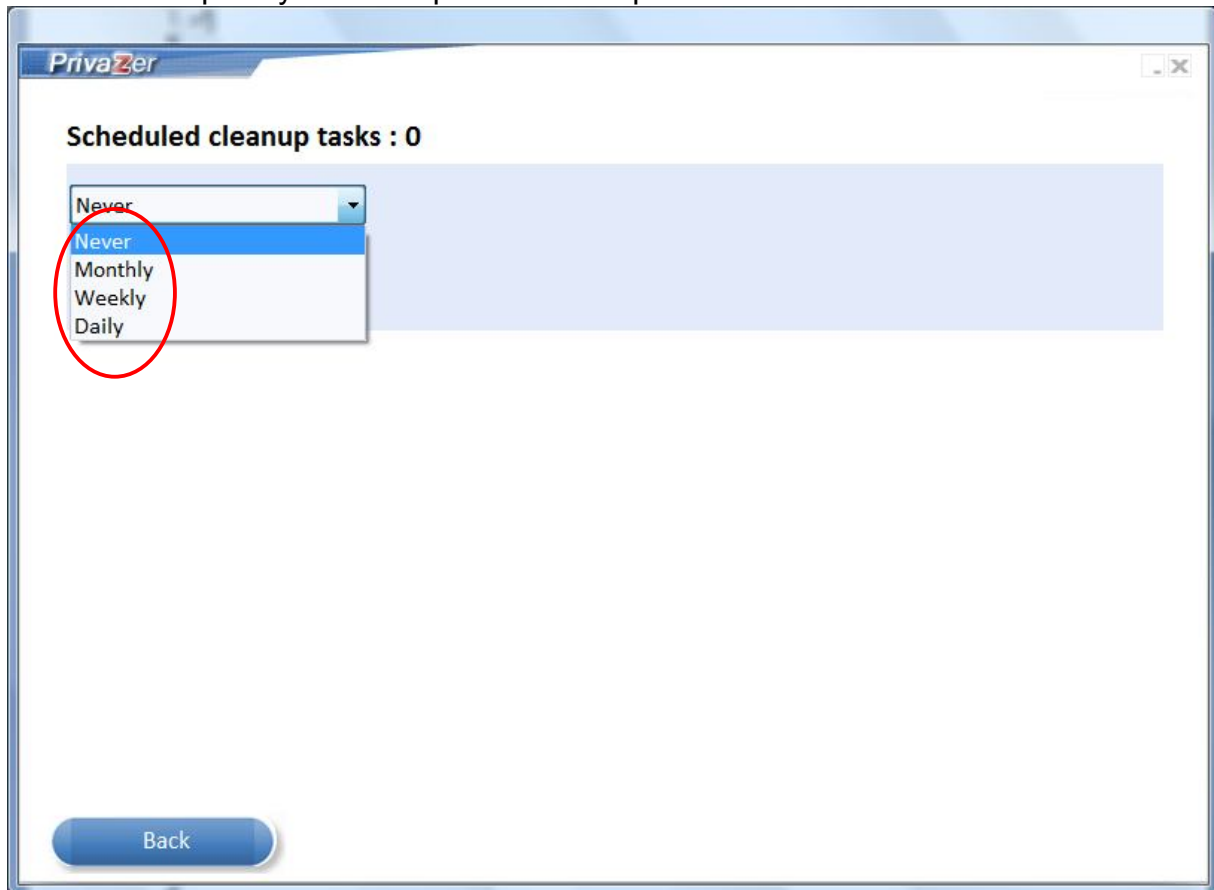 PrivaZer
Scheduled cleanup tasks : 0
Never
Never
Monthly
Weekly
Daily
Back